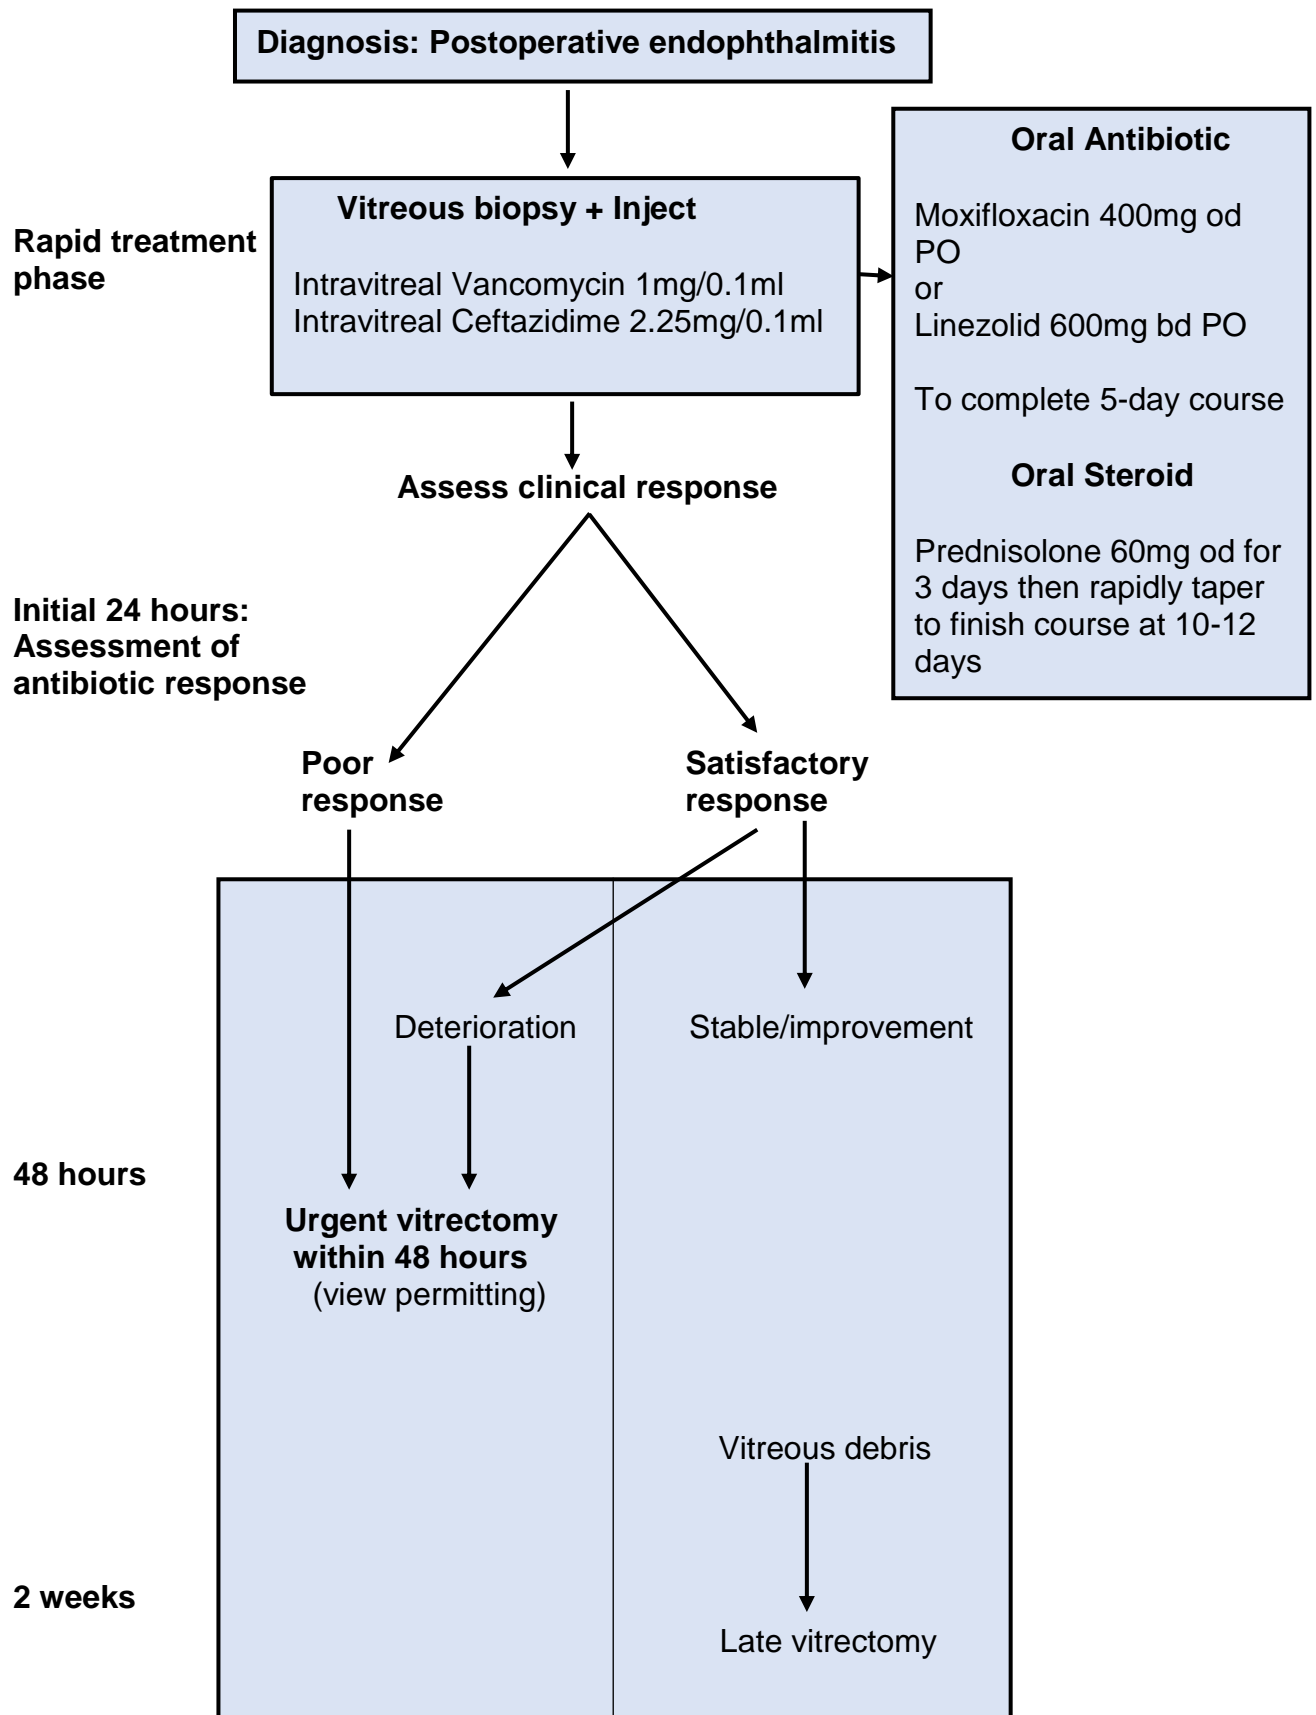 Diagnosis: Postoperative endophthalmitis
Rapid treatment
phase
Vitreous biopsy + Inject
Intravitreal Vancomycin 1mg/0.1ml
Intravitreal Ceftazidime 2.25mg/0.1ml
Oral Antibiotic
Moxifloxacin 400mg od
PO
or
Linezolid 600mg bd PO
To complete 5-day course
Oral Steroid
Prednisolone 60mg od for
3 days then rapidly taper
to finish course at 10-12
days
Assess clinical response
Initial 24 hours:
Assessment of
antibiotic response
Poor
response
Satisfactory
response
Deterioration
Stable/improvement
48 hours
Urgent vitrectomy
within 48 hours
(view permitting)
Vitreous debris
2 weeks
Late vitrectomy